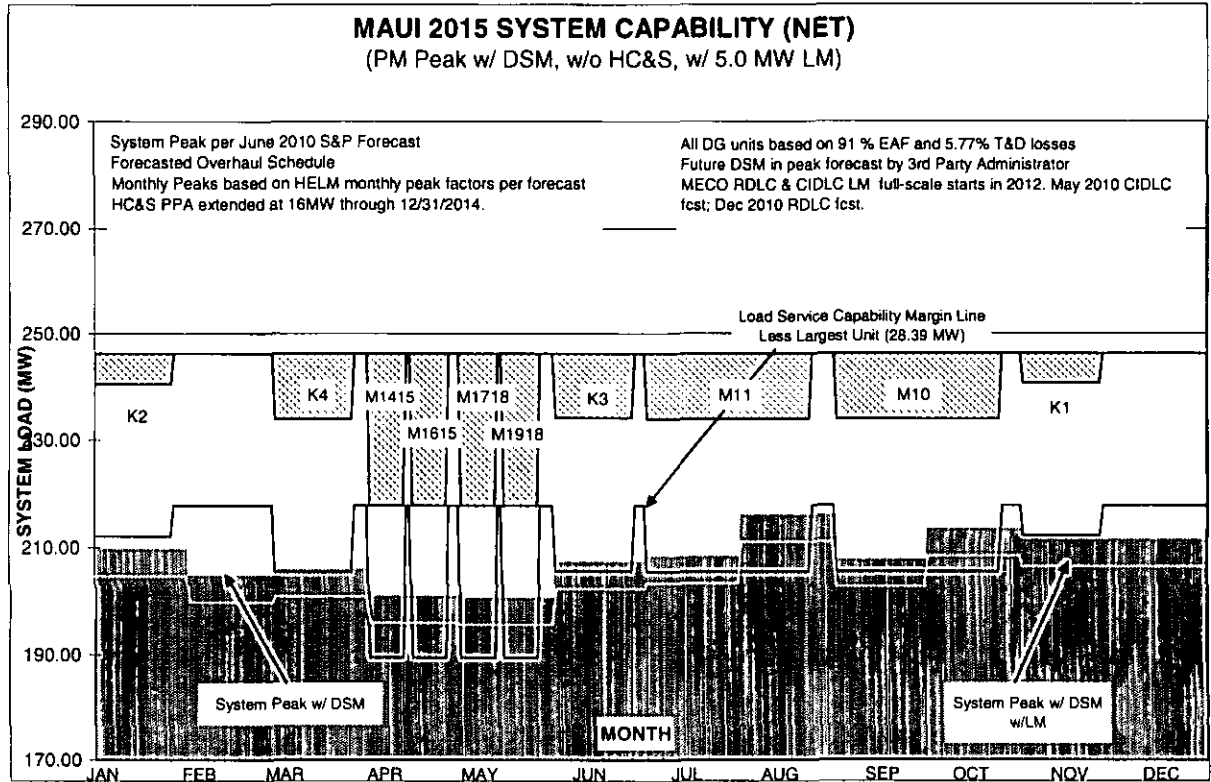 MAUI 2015 SYSTEM CAPABILITY (NET)
(PM Peak w/ DSM, w/o HC&S, w/ 5.0 MW LM)
System Peak per June 2010 S&P Forecast
Forecasted Overhaul Schedule
Monthly Peaks based on HELM monthly peak factors per forecast
HC&S PPA extended at 16MW through 12/31/2014.
All DG units based on 91 % EAF and 5.77% T&D losses
Future DSM in peak forecast by 3rd Party Administrator
MECO RDLC & CIDLC LM full-scale starts in 2012. May 2010 CIDLC
fcst; Dec 2010 RDLC fcst.
290.00
270.00
250.00
230.00
210.00
190.00
170.00
SYSTEM LOAD (MW)
Load Service Capability Margin Line
Less Largest Unit (28.39 MW)
K2
K4
M1415
M1615
M1718
M1918
K3
M11
M10
K1
System Peak w/ DSM
System Peak w/ DSM
w/LM
MONTH
JAN FEB MAR APR MAY JUN JUL AUG SEP OCT NOV DEC